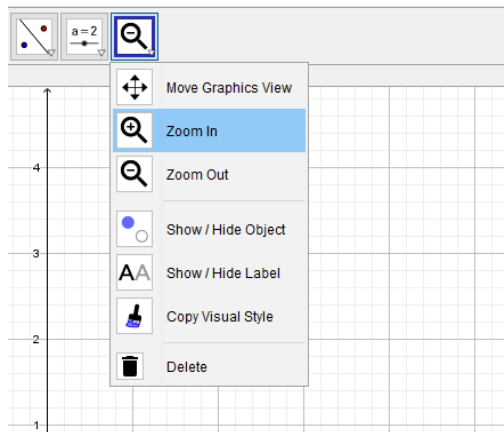 a=2
Move Graphics View
Zoom In
Zoom Out
Show / Hide Object
AA Show / Hide Label
Copy Visual Style
Delete
4
3
2
1